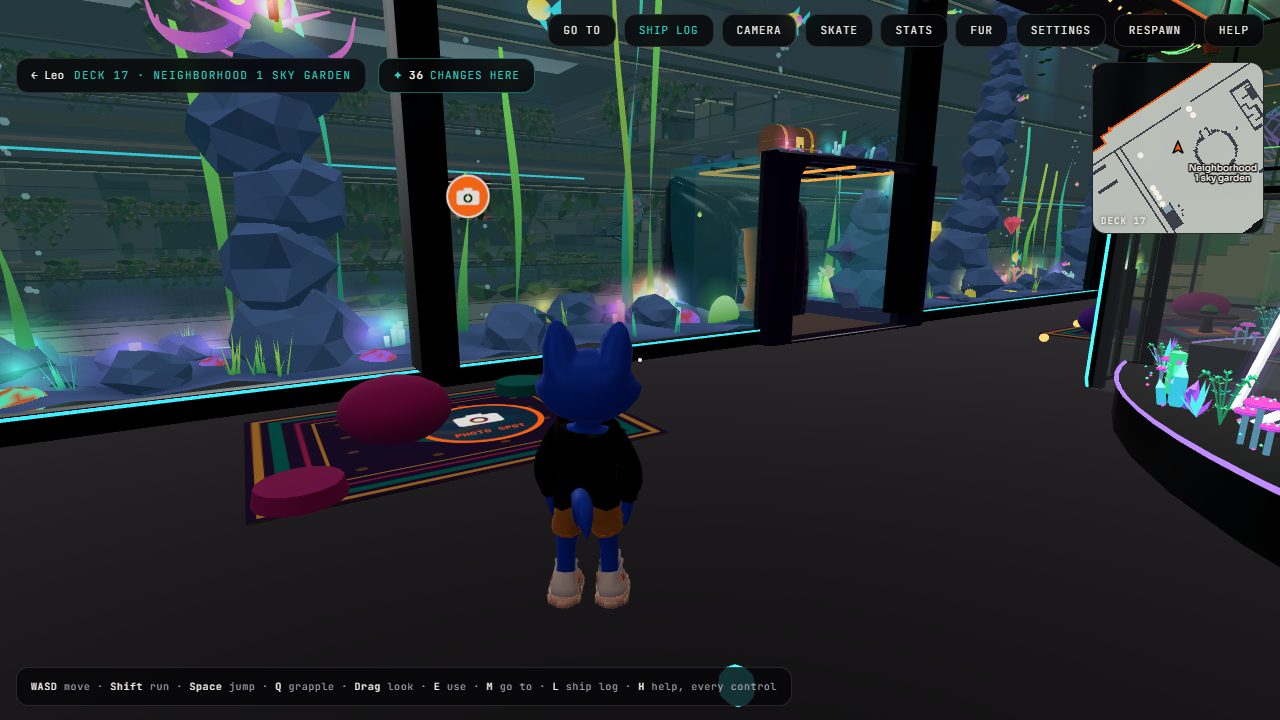 GO TO
SHIP LOG
CAMERA
SKATE
STATS
FUR
SETTINGS
RESPAWN
HELP
← Leo DECK 17 · NEIGHBORHOOD 1 SKY GARDEN
✦ 36 CHANGES HERE
Neighborhood
1 sky garden
DECK 17
PHOTO SPOT
WASD move · Shift run · Space jump · Q grapple · Drag look · E use · M go to · L ship log · H help, every control